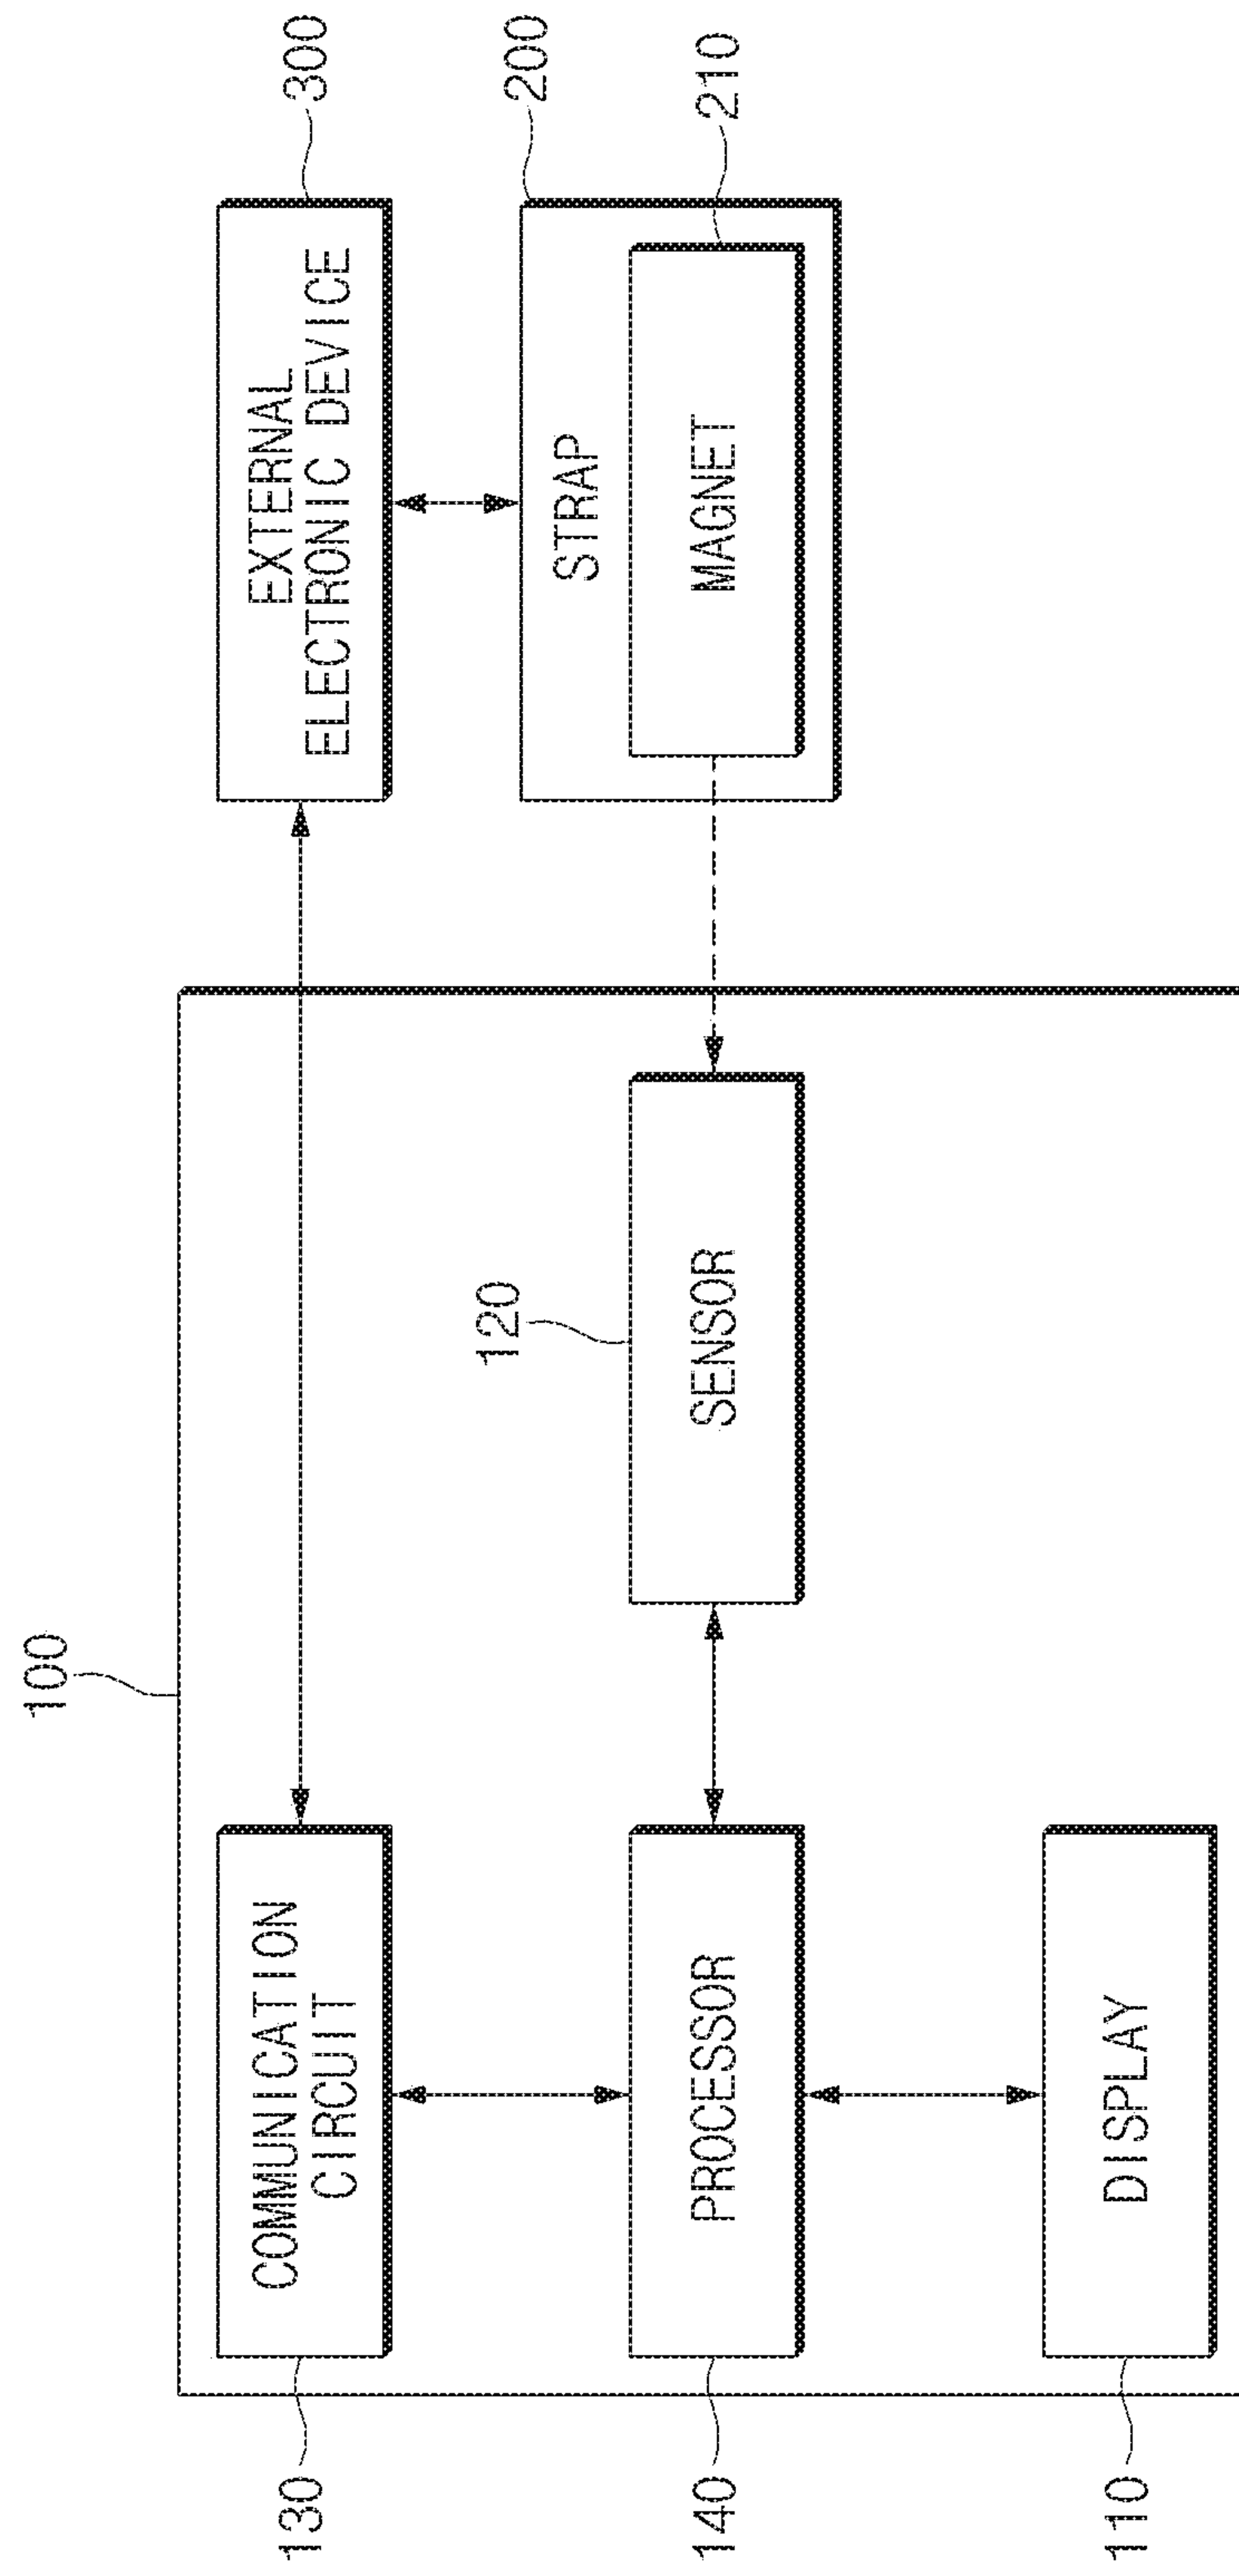 100
130
COMMUNICATION
CIRCUIT
EXTERNAL
ELECTRONIC DEVICE
300
120
200
STRAP
140
PROCESSOR
SENSOR
MAGNET
210
110
DISPLAY